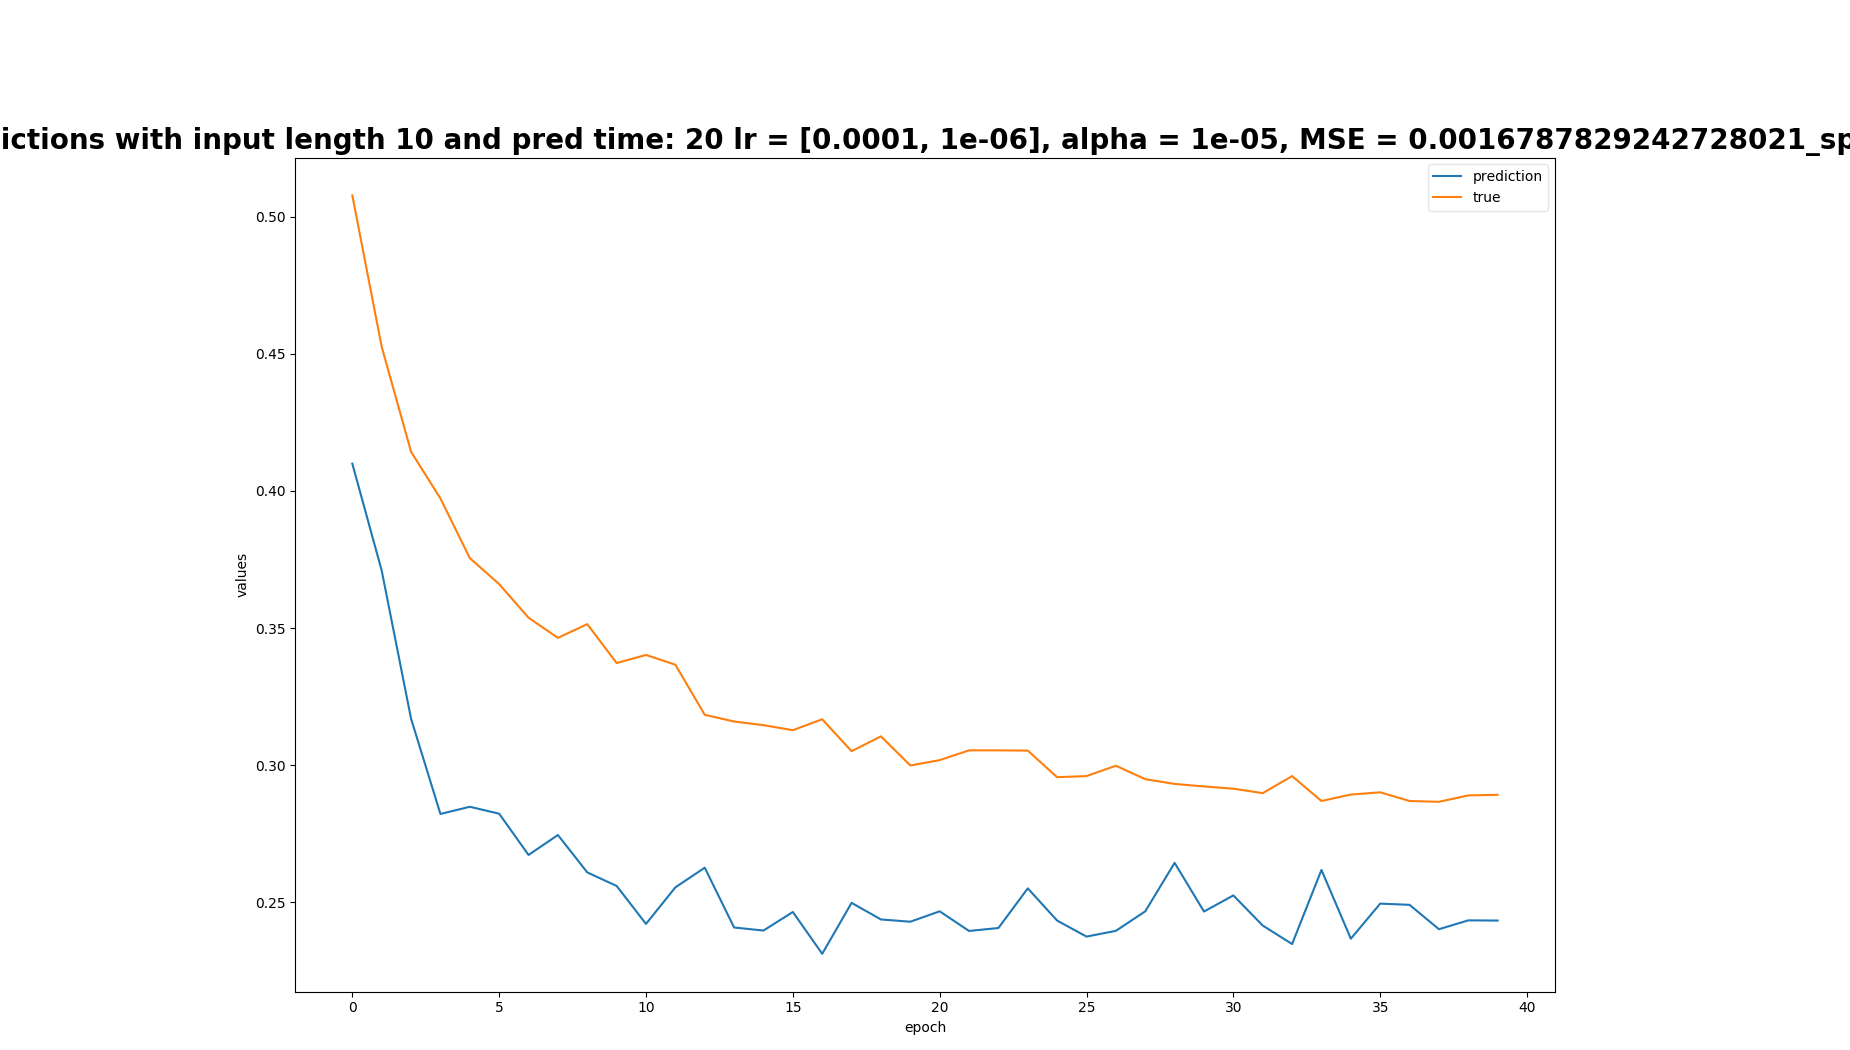 ictions with input length 10 and pred time: 20 lr = [0.0001, 1e-06], alpha = 1e-05, MSE = 0.0016787829242728021_sp
prediction
true
0.50
0.45
0.40
0.35
0.30
0.25
values
0 5 10 15 20 25 30 35 40
epoch